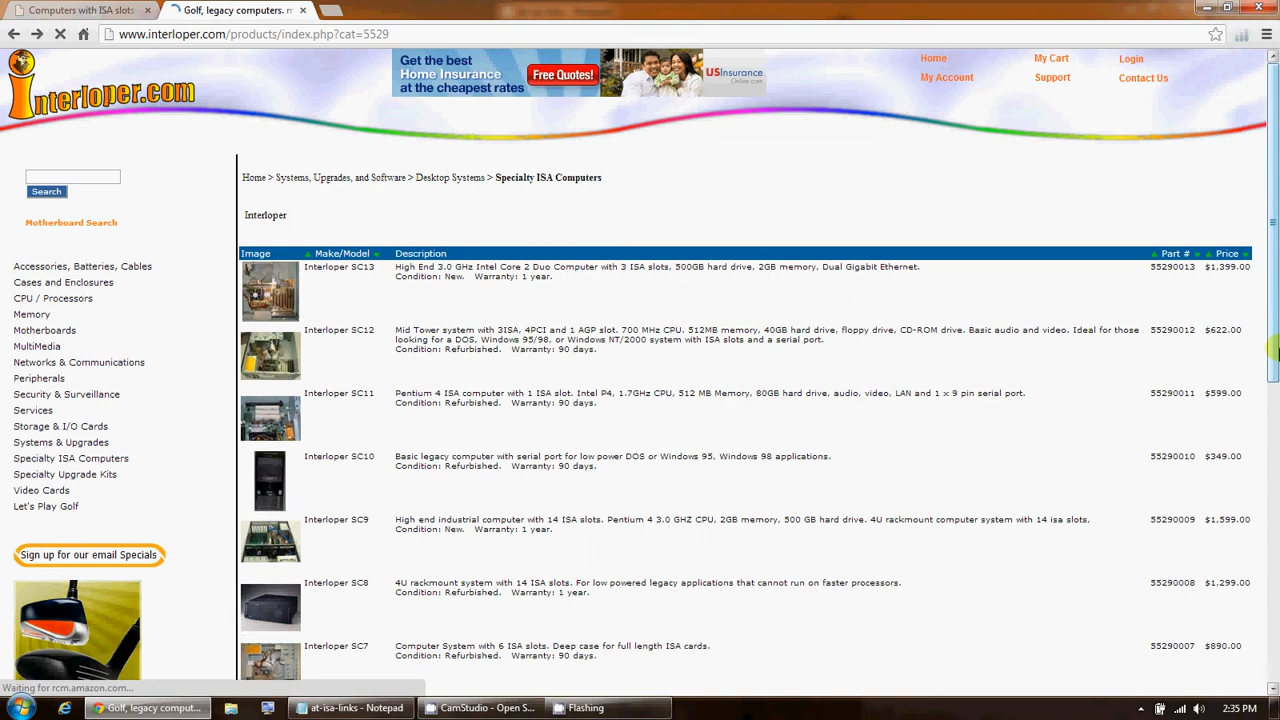 Computers with ISA slots
Golf, legacy computers. m
www.interloper.com/products/index.php?cat=5529
Interloper.com
Get the best
Home Insurance
at the cheapest rates
Free Quotes!
USInsurance
Online.com
Home
My Cart
Login
My Account
Support
Contact Us
Search
Motherboard Search
Accessories, Batteries, Cables
Cases and Enclosures
CPU / Processors
Memory
Motherboards
MultiMedia
Networks & Communications
Peripherals
Security & Surveillance
Services
Storage & I/O Cards
Systems & Upgrades
Specialty ISA Computers
Specialty Upgrade Kits
Video Cards
Let's Play Golf
Sign up for our email Specials
Home > Systems, Upgrades, and Software > Desktop Systems > Specialty ISA Computers
Interloper
Image Make/Model Description Part # Price
Interloper SC13 High End 3.0 GHz Intel Core 2 Duo Computer with 3 ISA slots, 500GB hard drive, 2GB memory, Dual Gigabit Ethernet. 55290013 $1,399.00
Condition: New. Warranty: 1 year.
Interloper SC12 Mid Tower system with 3ISA, 4PCI and 1 AGP slot. 700 MHz CPU, 512MB memory, 40GB hard drive, floppy drive, CD-ROM drive. Basic audio and video. Ideal for those 55290012 $622.00
looking for a DOS, Windows 95/98, or Windows NT/2000 system with ISA slots and a serial port.
Condition: Refurbished. Warranty: 90 days.
Interloper SC11 Pentium 4 ISA computer with 1 ISA slot. Intel P4, 1.7GHz CPU, 512 MB Memory, 80GB hard drive, audio, video, LAN and 1 x 9 pin serial port. 55290011 $599.00
Condition: Refurbished. Warranty: 90 days.
Interloper SC10 Basic legacy computer with serial port for low power DOS or Windows 95, Windows 98 applications. 55290010 $349.00
Condition: Refurbished. Warranty: 90 days.
Interloper SC9 High end industrial computer with 14 ISA slots. Pentium 4 3.0 GHZ CPU, 2GB memory, 500 GB hard drive. 4U rackmount computer system with 14 isa slots, 55290009 $1,599.00
Condition: New. Warranty: 1 year.
Interloper SC8 4U rackmount system with 14 ISA slots. For low powered legacy applications that cannot run on faster processors. 55290008 $1,299.00
Condition: Refurbished. Warranty: 1 year.
Interloper SC7 Computer System with 6 ISA slots. Deep case for full length ISA cards. 55290007 $890.00
Condition: Refurbished. Warranty: 90 days.
Waiting for rcm.amazon.com...
Golf, legacy comput...
at-isa-links - Notepad
CamStudio - Open S...
Flashing
2:35 PM